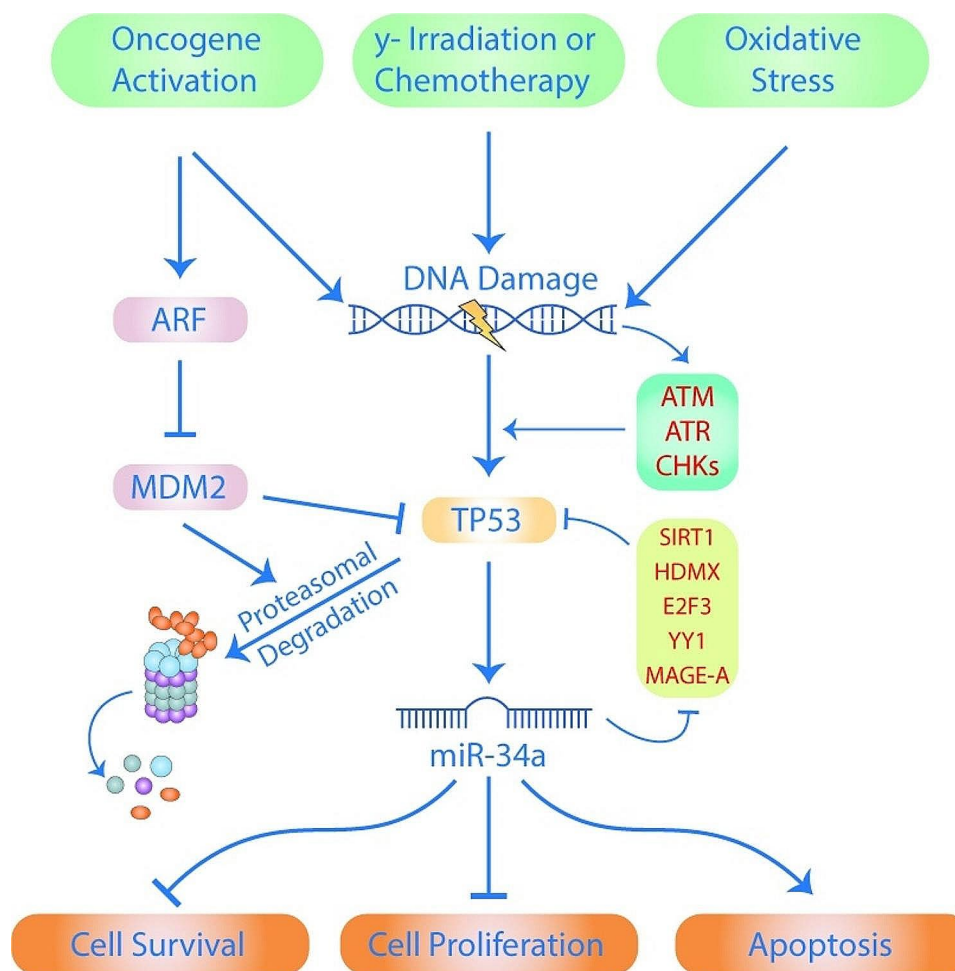 Oncogene
Activation
y- Irradiation or
Chemotherapy
Oxidative
Stress
DNA Damage
ARF
ATM
ATR
CHKs
MDM2
TP53
SIRT1
HDMX
E2F3
YY1
MAGE-A
Proteasomal
Degradation
miR-34a
Cell Survival
Cell Proliferation
Apoptosis